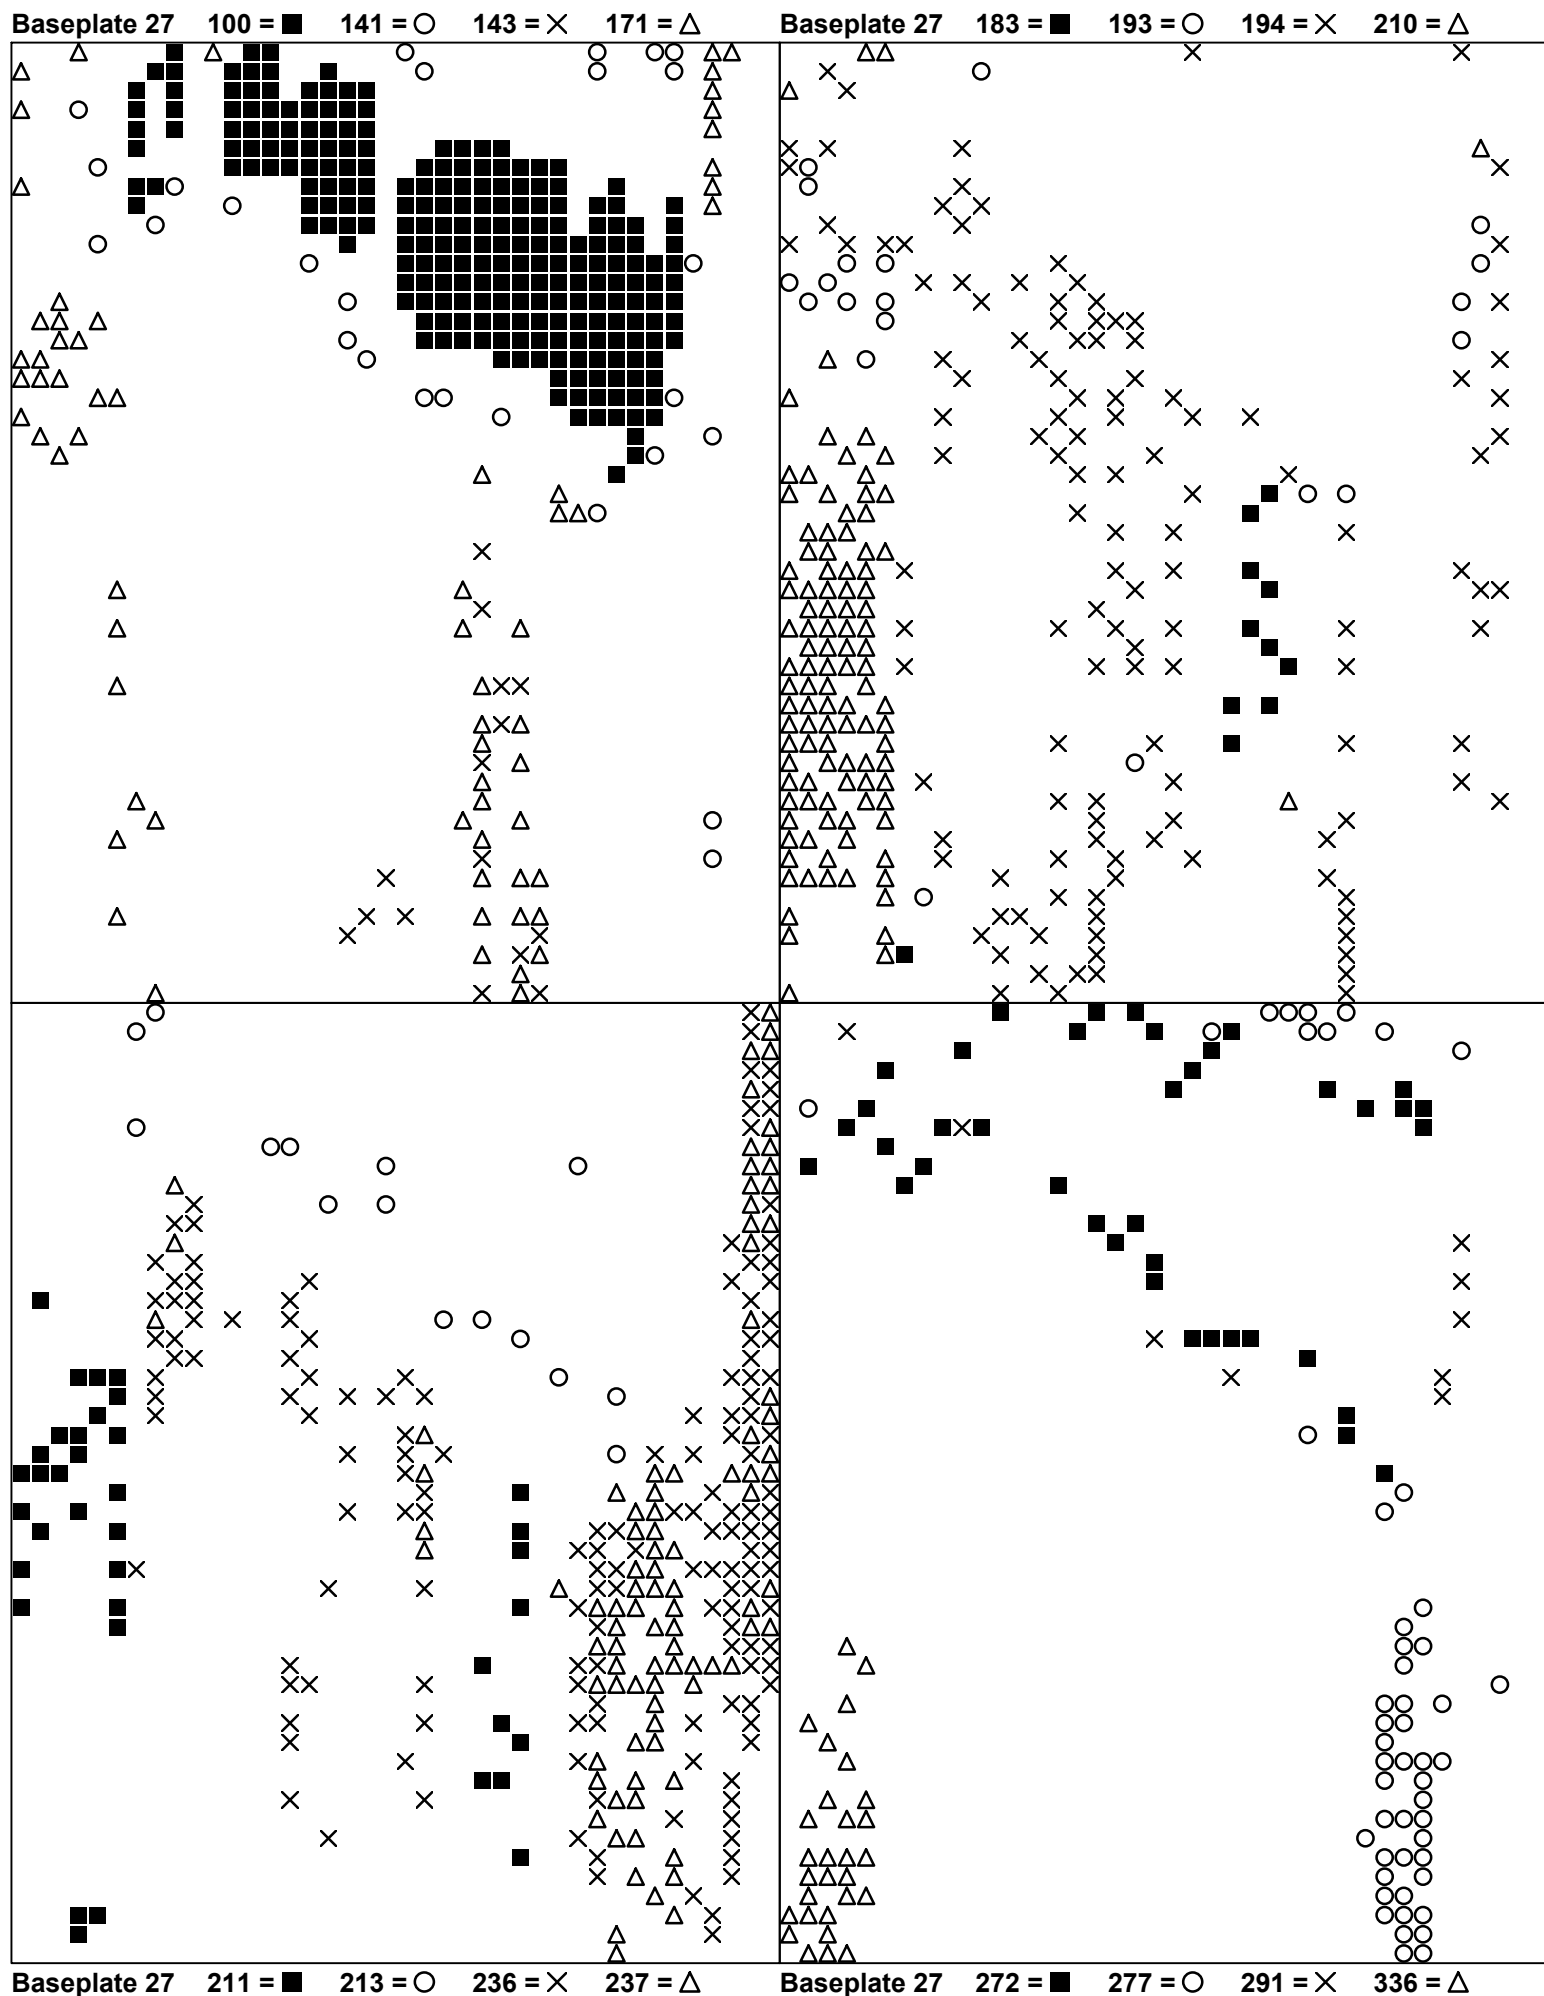 Baseplate 27 100 = ■ 141 = ○ 143 = × 171 = △
Baseplate 27 183 = ■ 193 = ○ 194 = × 210 = △
Baseplate 27 211 = ■ 213 = ○ 236 = × 237 = △
Baseplate 27 272 = ■ 277 = ○ 291 = × 336 = △